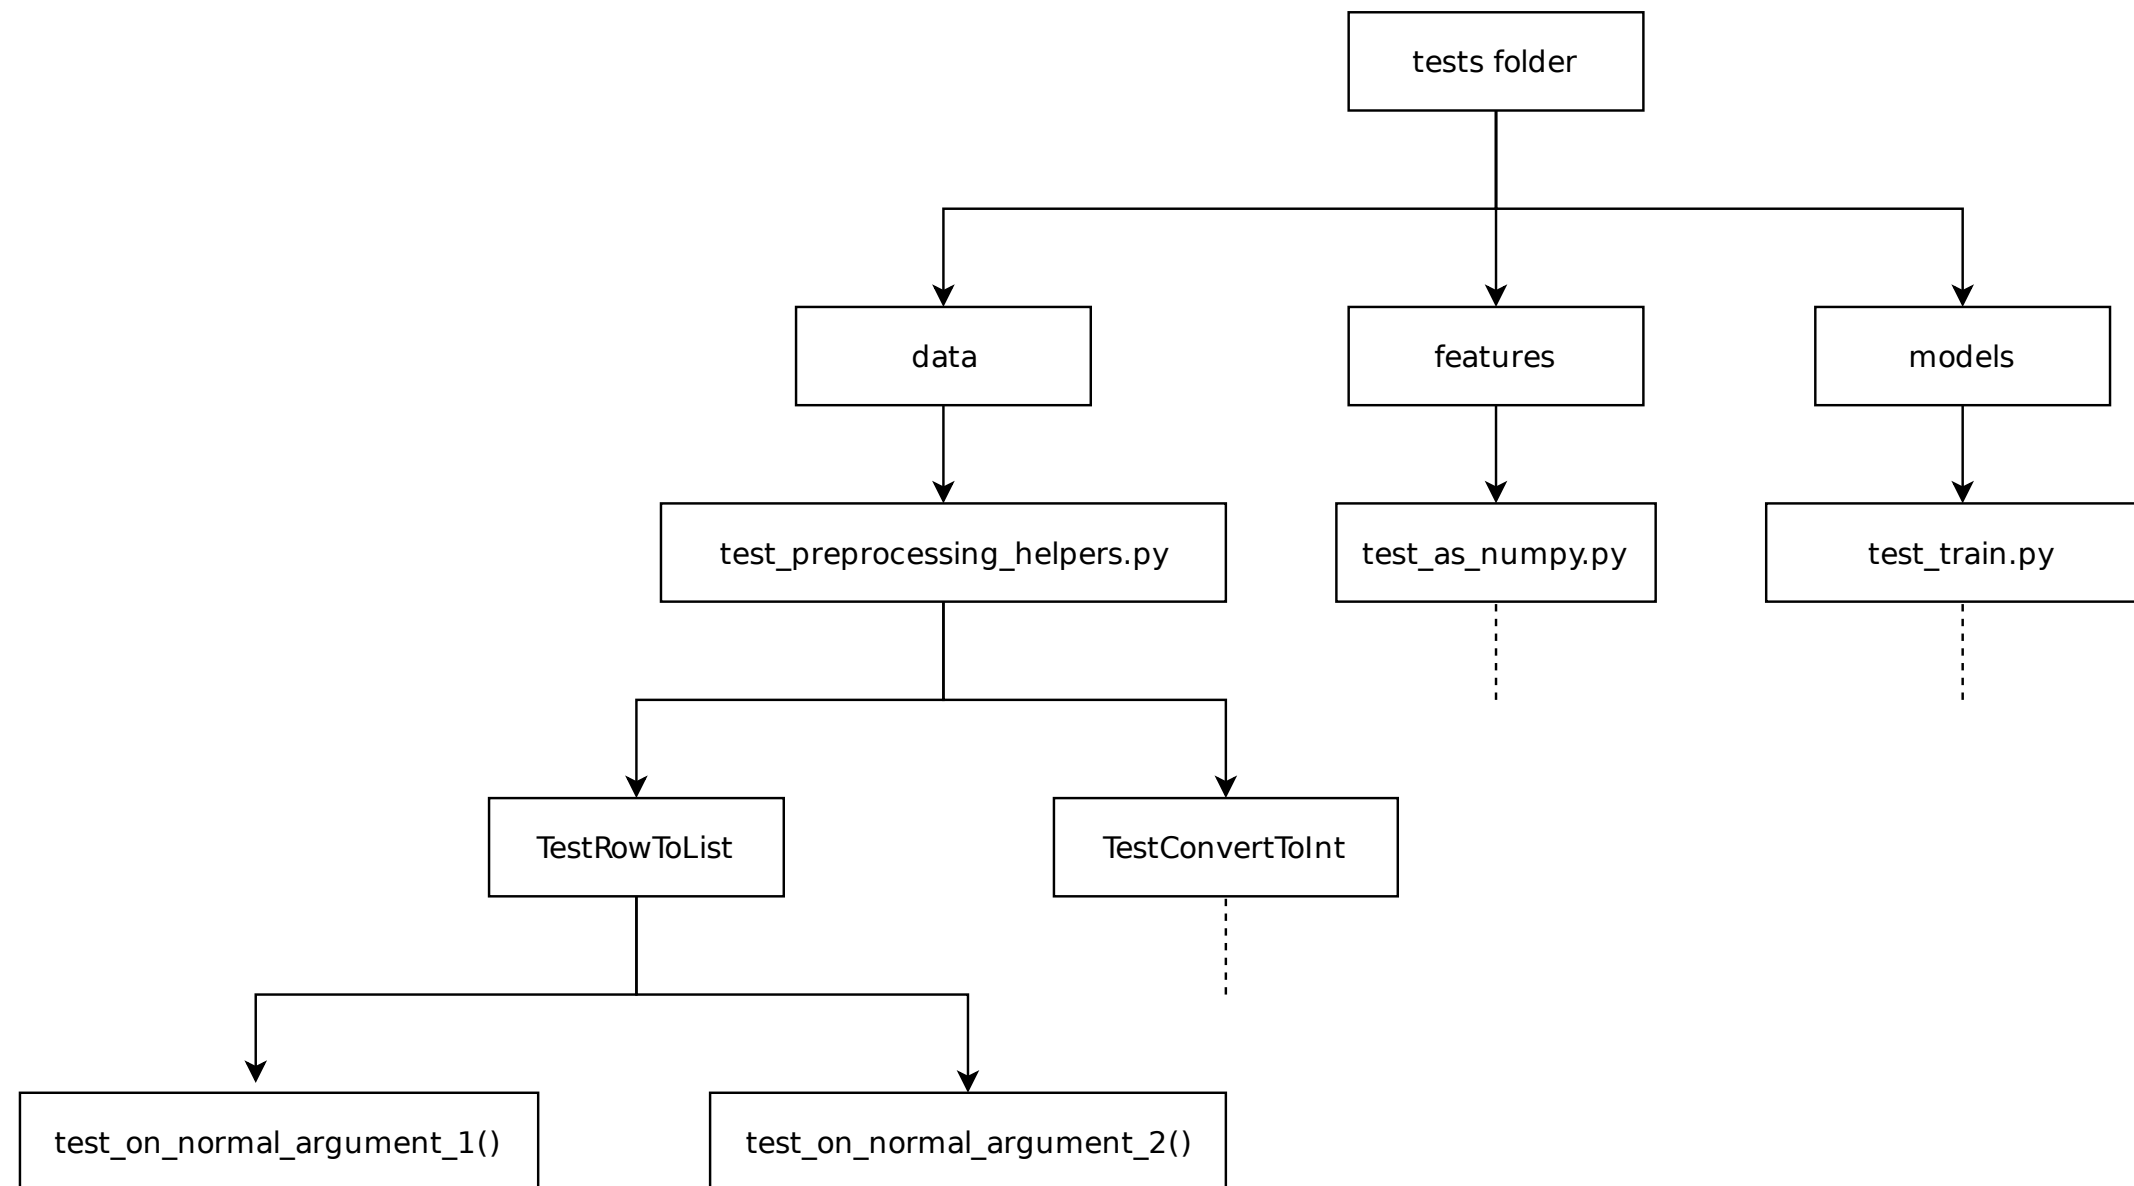 tests folder
data
features
models
test_preprocessing_helpers.py
test_as_numpy.py
test_train.py
TestRowToList
TestConvertToInt
test_on_normal_argument_1()
test_on_normal_argument_2()